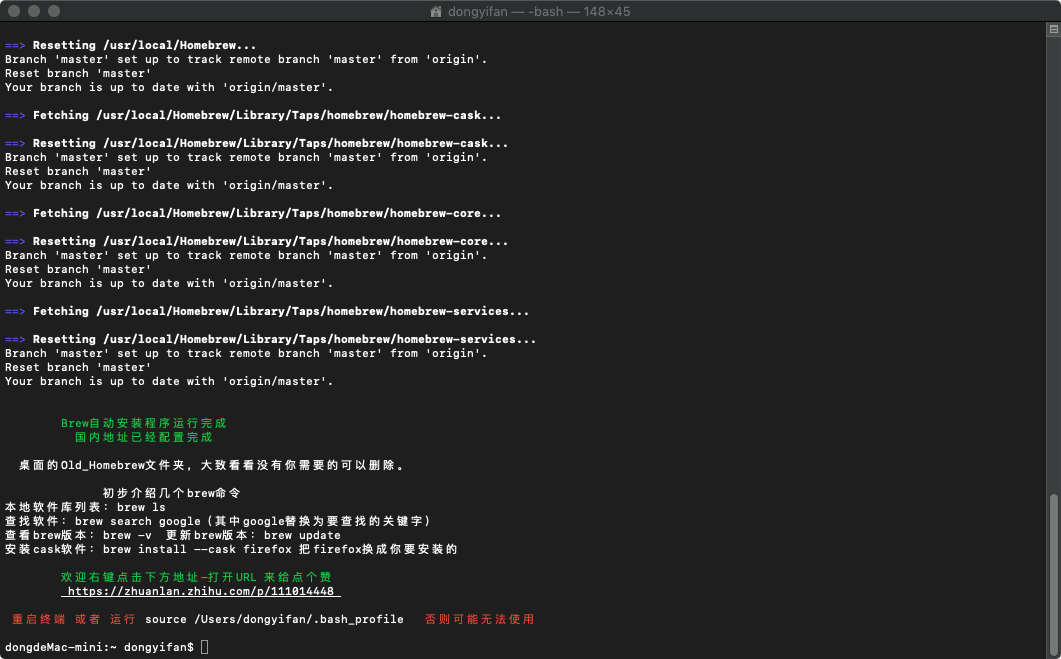 dongyifan — -bash — 148×45
==> Resetting /usr/local/Homebrew...
Branch 'master' set up to track remote branch 'master' from 'origin'.
Reset branch 'master'
Your branch is up to date with 'origin/master'.
==> Fetching /usr/local/Homebrew/Library/Taps/homebrew/homebrew-cask...
==> Resetting /usr/local/Homebrew/Library/Taps/homebrew/homebrew-cask...
Branch 'master' set up to track remote branch 'master' from 'origin'.
Reset branch 'master'
Your branch is up to date with 'origin/master'.
==> Fetching /usr/local/Homebrew/Library/Taps/homebrew/homebrew-core...
==> Resetting /usr/local/Homebrew/Library/Taps/homebrew/homebrew-core...
Branch 'master' set up to track remote branch 'master' from 'origin'.
Reset branch 'master'
Your branch is up to date with 'origin/master'.
==> Fetching /usr/local/Homebrew/Library/Taps/homebrew/homebrew-services...
==> Resetting /usr/local/Homebrew/Library/Taps/homebrew/homebrew-services...
Branch 'master' set up to track remote branch 'master' from 'origin'.
Reset branch 'master'
Your branch is up to date with 'origin/master'.
Brew自动安装程序运行完成
国内地址已经配置完成
桌面的Old_Homebrew文件夹，大致看看没有你需要的可以删除。
初步介绍几个brew命令
本地软件库列表：brew ls
查找软件：brew search google（其中google替换为要查找的关键字）
查看brew版本：brew -v  更新brew版本：brew update
安装cask软件：brew install --cask firefox 把firefox换成你要安装的
欢迎右键点击下方地址-打开URL 来给点个赞
https://zhuanlan.zhihu.com/p/111014448
重启终端 或者 运行 source /Users/dongyifan/.bash_profile  否则可能无法使用
dongdeMac-mini:~ dongyifan$